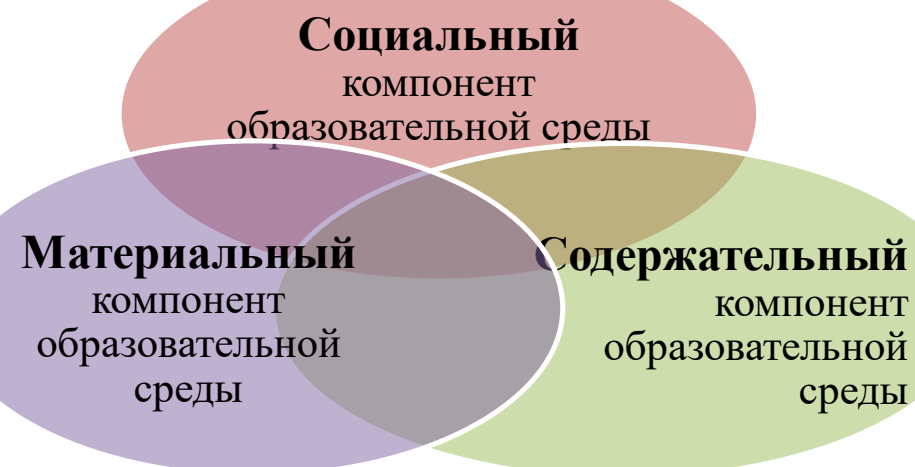 Социальный
компонент
образовательной среды
Материальный
компонент
образовательной
среды
Содержательный
компонент
образовательной
среды